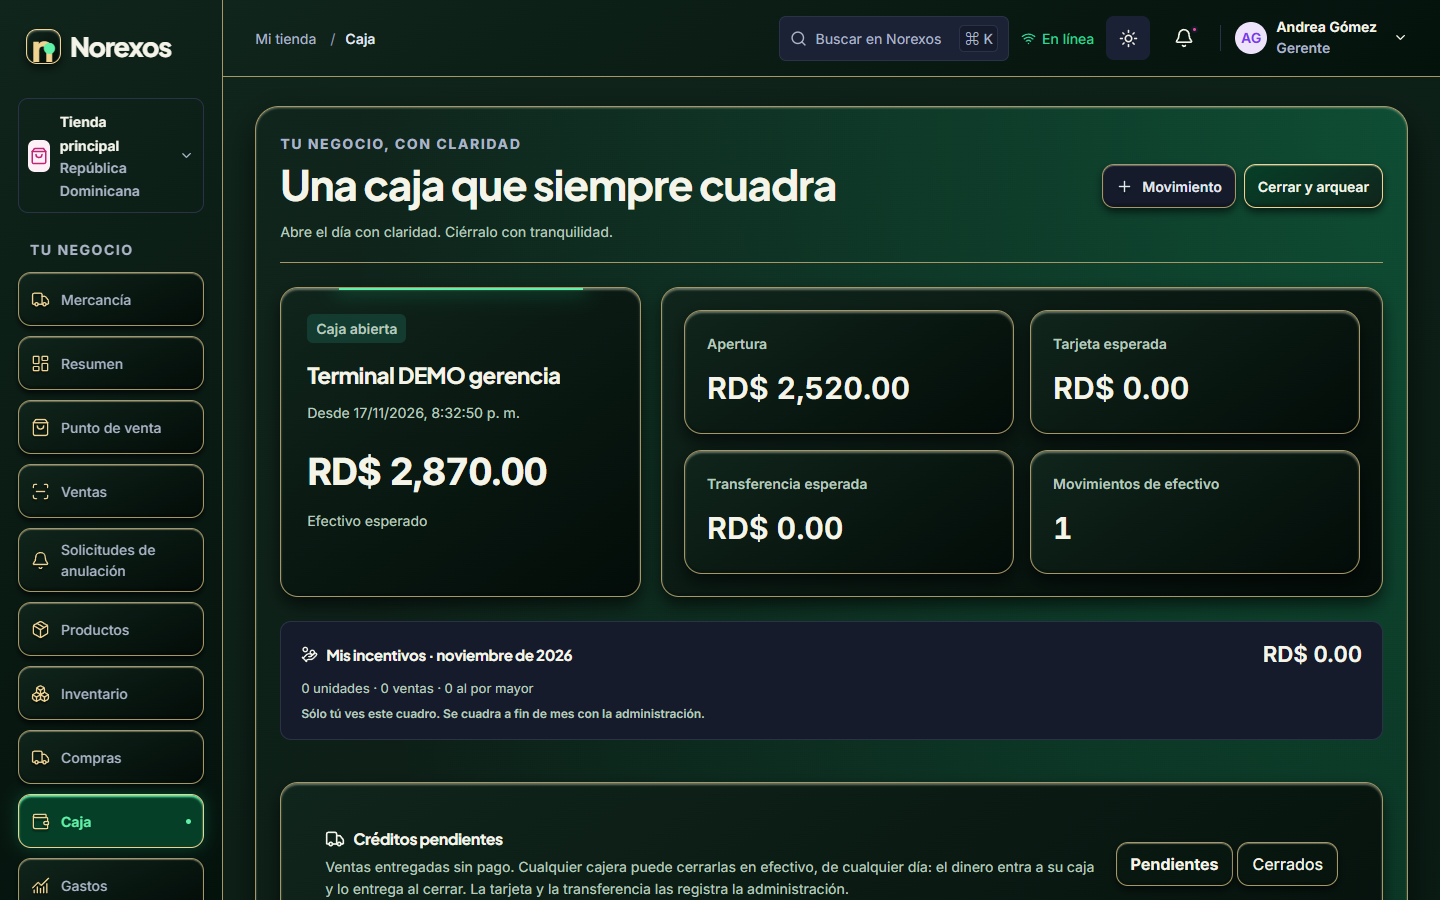 Norexos
Mi tienda / Caja
Buscar en Norexos ⌘ K
En línea
AG
Andrea Gómez
Gerente
Tienda
principal
República
Dominicana
TU NEGOCIO
Mercancía
Resumen
Punto de venta
Ventas
Solicitudes de
anulación
Productos
Inventario
Compras
Caja
Gastos
TU NEGOCIO, CON CLARIDAD
Una caja que siempre cuadra
Abre el día con claridad. Ciérralo con tranquilidad.
+ Movimiento
Cerrar y arquear
Caja abierta
Terminal DEMO gerencia
Desde 17/11/2026, 8:32:50 p. m.
RD$ 2,870.00
Efectivo esperado
Apertura
RD$ 2,520.00
Tarjeta esperada
RD$ 0.00
Transferencia esperada
RD$ 0.00
Movimientos de efectivo
1
Mis incentivos · noviembre de 2026
RD$ 0.00
0 unidades · 0 ventas · 0 al por mayor
Sólo tú ves este cuadro. Se cuadra a fin de mes con la administración.
Créditos pendientes
Ventas entregadas sin pago. Cualquier cajera puede cerrarlas en efectivo, de cualquier día: el dinero entra a su caja
y lo entrega al cerrar. La tarjeta y la transferencia las registra la administración.
Pendientes
Cerrados